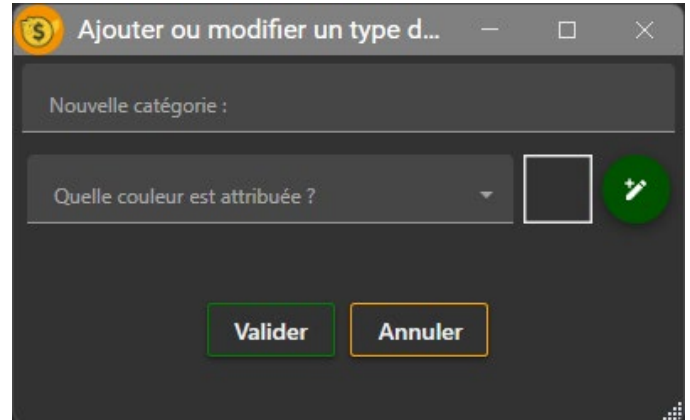 Ajouter ou modifier un type d...
Nouvelle catégorie :
Quelle couleur est attribuée ?
Valider Annuler